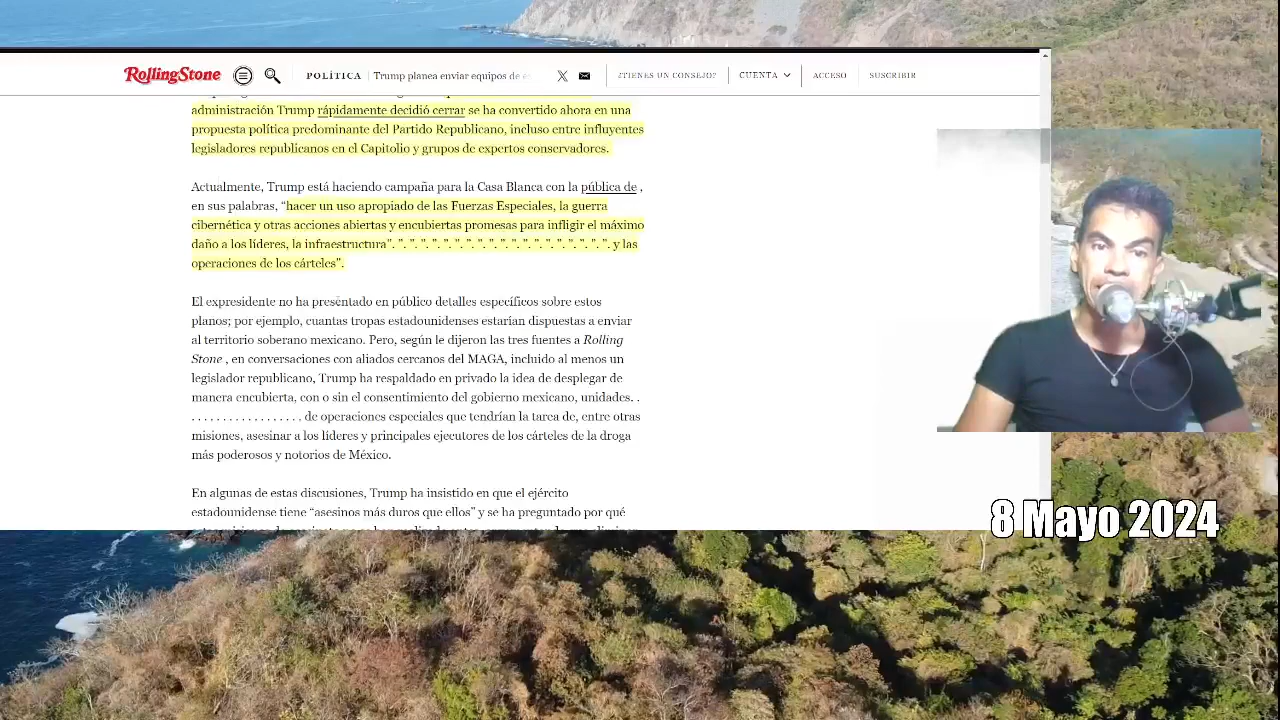 RollingStone POLÍTICA Trump planea enviar equipos de ¿TIENES UN CONSEJO? CUENTA ACCESO SUSCRIBIR
administración Trump rápidamente decidió cerrar se ha convertido ahora en una
propuesta política predominante del Partido Republicano, incluso entre influyentes
legisladores republicanos en el Capitolio y grupos de expertos conservadores.
Actualmente, Trump está haciendo campaña para la Casa Blanca con la pública de ,
en sus palabras, “hacer un uso apropiado de las Fuerzas Especiales, la guerra
cibernética y otras acciones abiertas y encubiertas promesas para infligir el máximo
daño a los líderes, la infraestructura”. ”. ”. ”. ”. ”. ”. ”. ”. ”. ”. ”. ”. ”. ”. ”. ”. ”. ”. ”. y las
operaciones de los cárteles”.
El expresidente no ha presentado en público detalles específicos sobre estos
planos; por ejemplo, cuantas tropas estadounidenses estarían dispuestas a enviar
al territorio soberano mexicano. Pero, según le dijeron las tres fuentes a Rolling
Stone , en conversaciones con aliados cercanos del MAGA, incluido al menos un
legislador republicano, Trump ha respaldado en privado la idea de desplegar de
manera encubierta, con o sin el consentimiento del gobierno mexicano, unidades. .
. . . . . . . . . . . . . . . . . . . de operaciones especiales que tendrían la tarea de, entre otras
misiones, asesinar a los líderes y principales ejecutores de los cárteles de la droga
más poderosos y notorios de México.
En algunas de estas discusiones, Trump ha insistido en que el ejército
estadounidense tiene “asesinos más duros que ellos” y se ha preguntado por qué
8 Mayo 2024